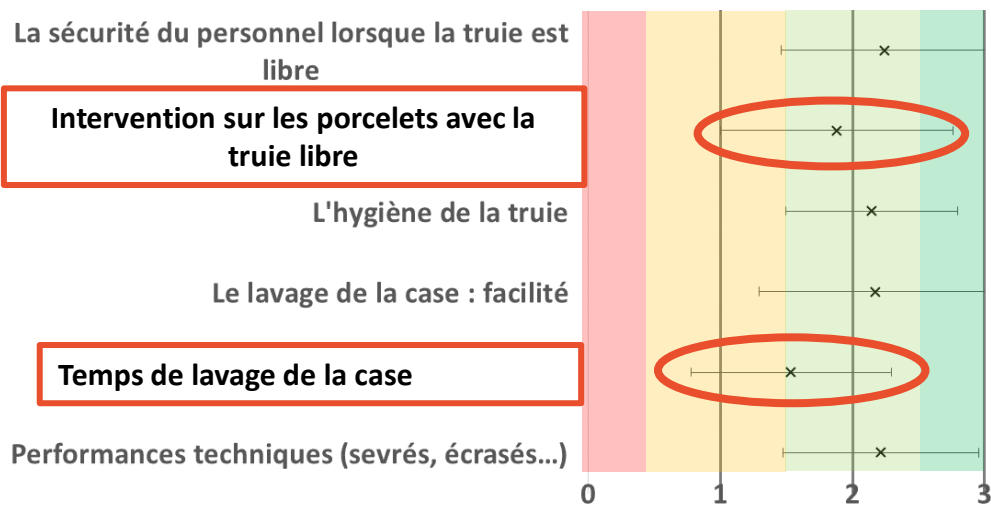 La sécurité du personnel lorsque la truie est
libre
Intervention sur les porcelets avec la
truie libre
L'hygiène de la truie
Le lavage de la case : facilité
Temps de lavage de la case
Performances techniques (sevrés, écrasés...)
0 1 2 3